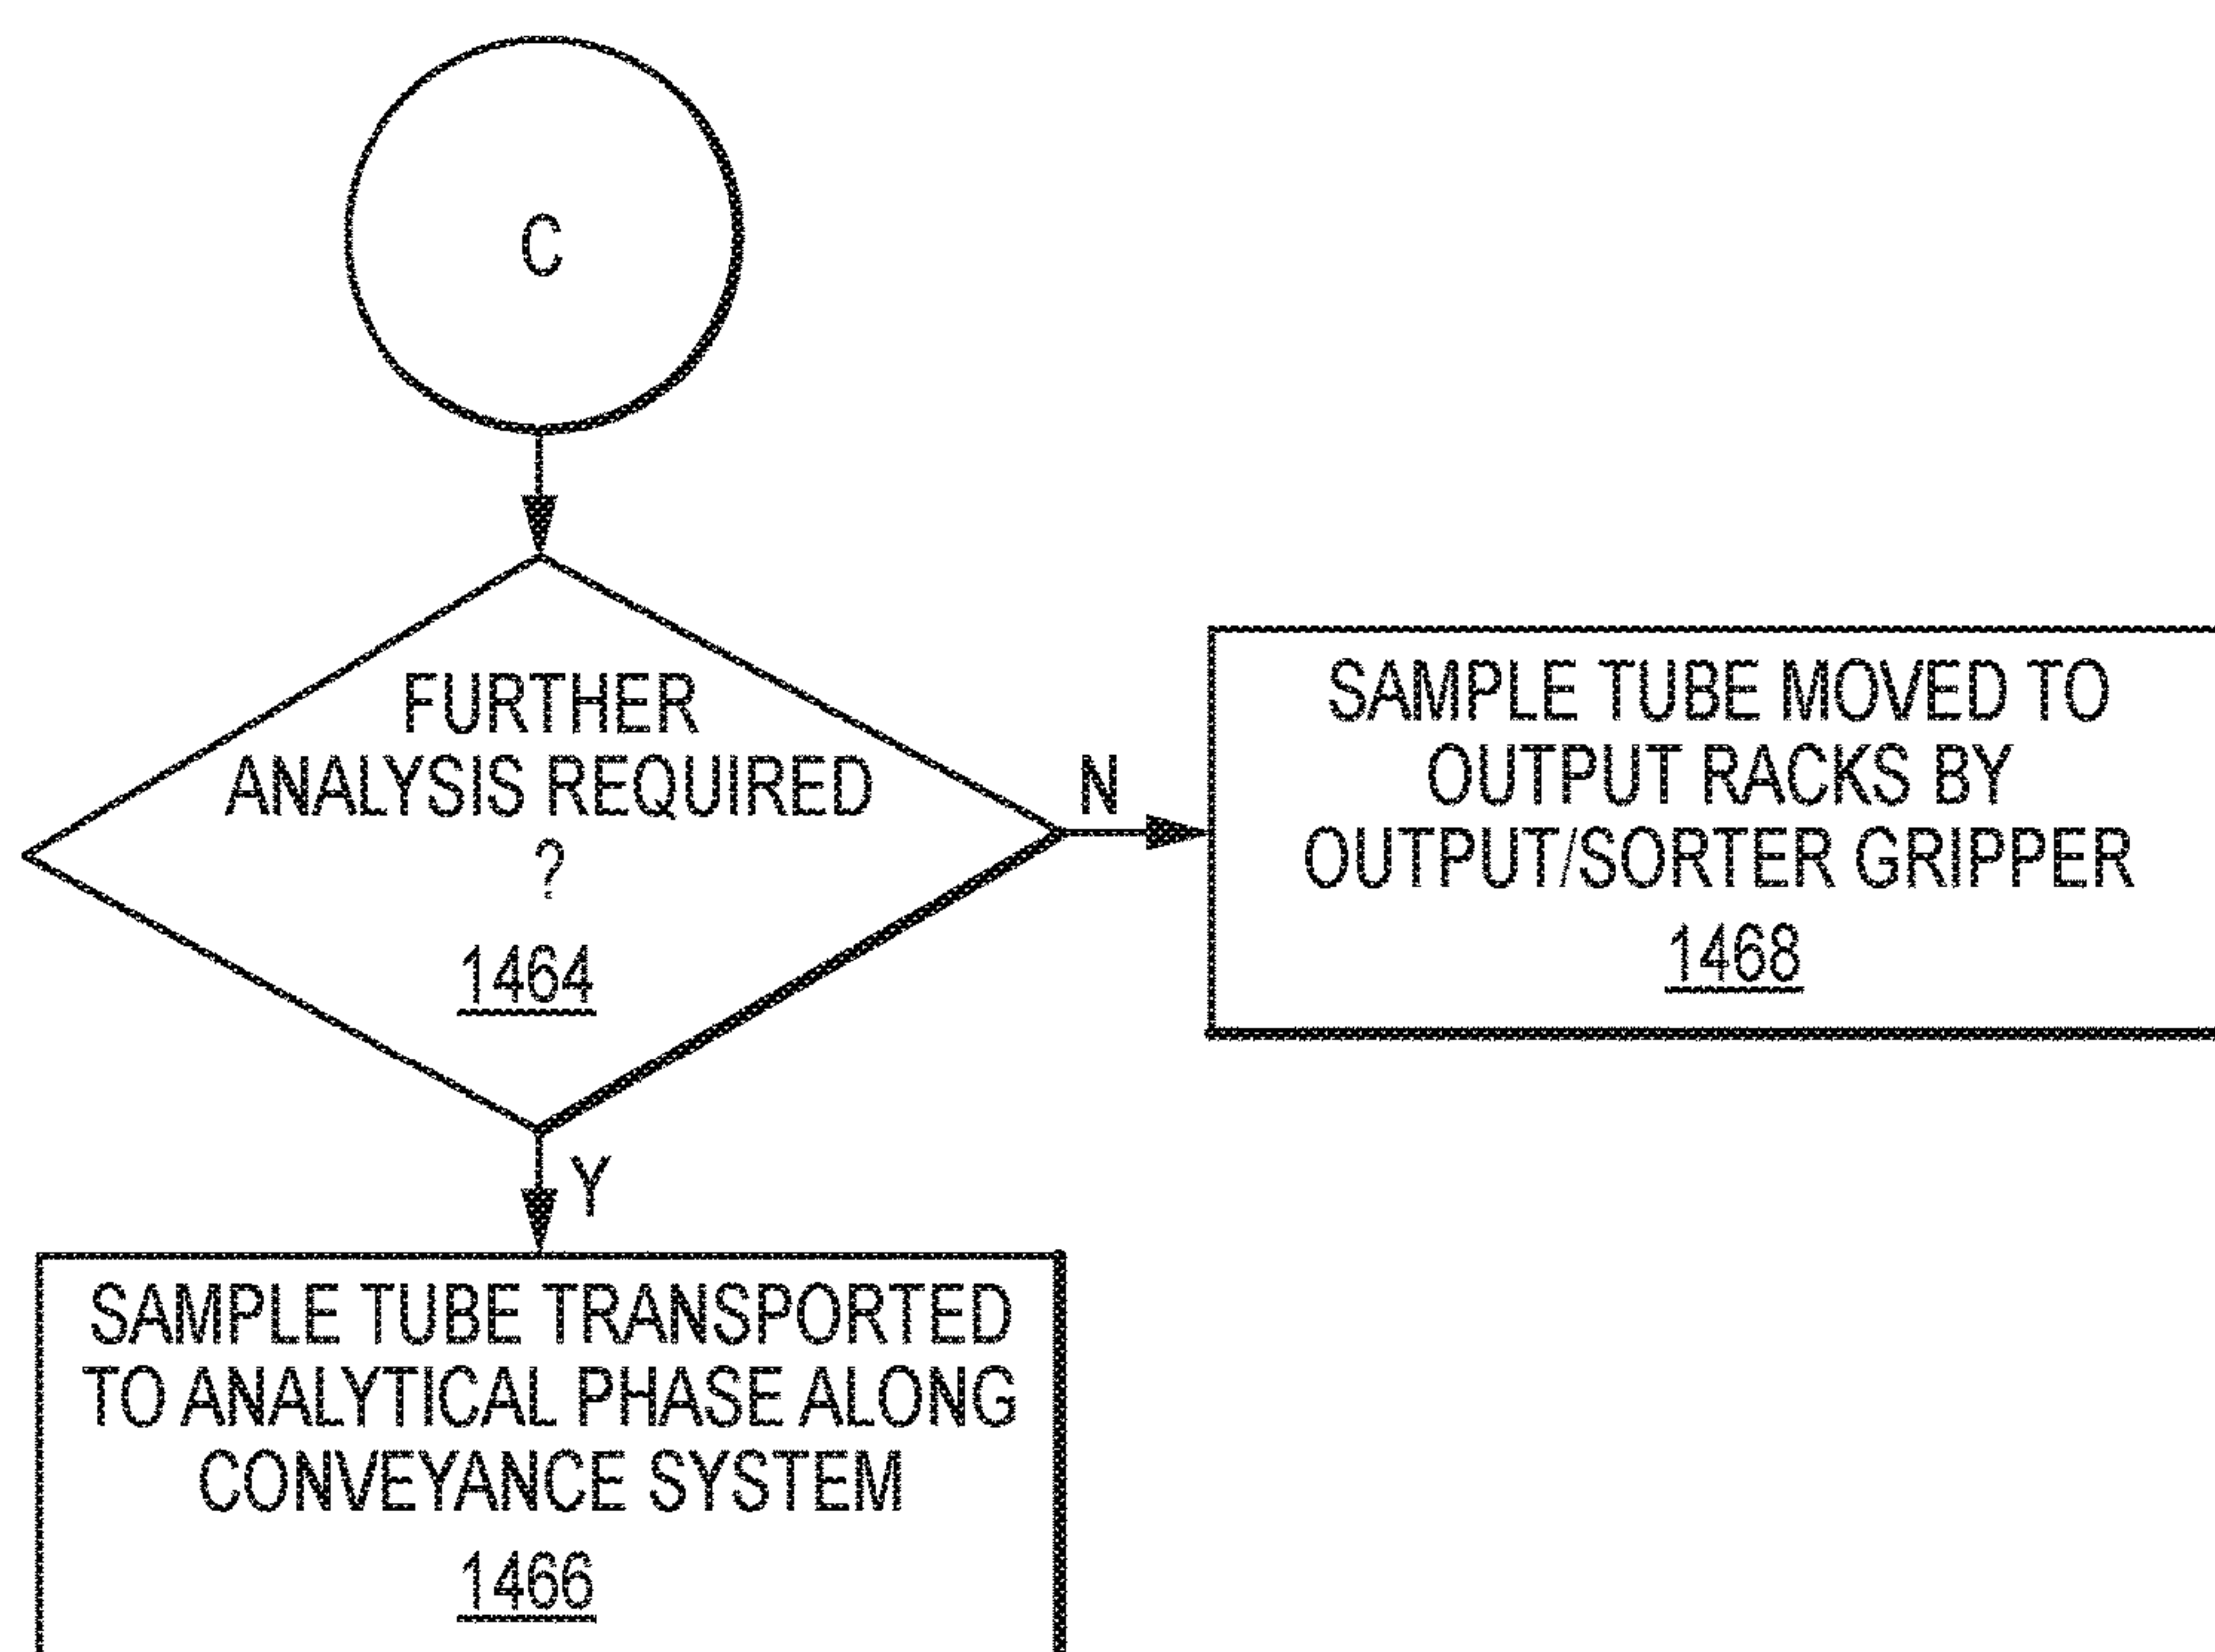 C
FURTHER
ANALYSIS REQUIRED
?
1464
N
SAMPLE TUBE MOVED TO
OUTPUT RACKS BY
OUTPUT/SORTER GRIPPER
1468
Y
SAMPLE TUBE TRANSPORTED
TO ANALYTICAL PHASE ALONG
CONVEYANCE SYSTEM
1466